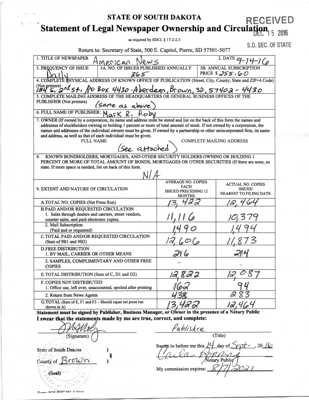 STATE OF SOUTH DAKOTA
Statement of Legal Newspaper Ownership and Circulation
RECEIVED
DEC 15 2016
S.D. SEC. OF STATE
as required by SDCL § 17-2-2.3
Return to: Secretary of State, 500 E. Capitol, Pierre, SD 57501-5077
1. TITLE OF NEWSPAPER American News
2. DATE 9-14-16
3. FREQUENCY OF ISSUE Daily
3A. NO. OF ISSUES PUBLISHED ANNUALLY 365
3B. ANNUAL SUBSCRIPTION PRICE $ 255.60
4. COMPLETE PHYSICAL ADDRESS OF KNOWN OFFICE OF PUBLICATION (Street, City, County, State and ZIP+4 Code)
124 S. 2nd St. PO Box 4430 - Aberdeen, Brown, SD, 57402 - 4430
5. COMPLETE MAILING ADDRESS OF THE HEADQUARTERS OR GENERAL BUSINESS OFFICES OF THE
PUBLISHER (Not printers)
(same as above)
6. FULL NAME OF PUBLISHER: Mark R. Roby
7. OWNER (If owned by a corporation, its name and address must be stated and list on the back of this form the names and
addresses of stockholders owning or holding 1 percent or more of total amount of stock. If not owned by a corporation, the
names and addresses of the individual owners must be given. If owned by a partnership or other unincorporated firm, its name
and address, as well as that of each individual must be given.
FULL NAME COMPLETE MAILING ADDRESS
(see attached)
8. KNOWN BONDHOLDERS, MORTGAGES, AND OTHER SECURITY HOLDERS OWNING OR HOLDING 1
PERCENT OR MORE OF TOTAL AMOUNT OF BONDS, MORTGAGES OR OTHER SECURITIES (If there are none, so
state. If more space is needed, list on back of this form.
N/A
9. EXTENT AND NATURE OF CIRCULATION
AVERAGE NO. COPIES
EACH
ISSUED PRECEDING 12
MONTHS
ACTUAL NO. COPIES
ISSUED
NEAREST TO FILING DATE
A. TOTAL NO. COPIES (Net Press Run) 13,422 12,464
B. PAID AND/OR REQUESTED CIRCULATION
1. Sales through dealers and carriers, street vendors,
counter sales, and paid electronic copies. 11,116 10,379
2. Mail Subscription
(Paid and or requested) 1490 1494
C. TOTAL PAID AND/OR REQUESTED CIRCULATION
(Sum of 9B1 and 9B2) 12,606 11,873
D. FREE DISTRIBUTION
1. BY MAIL, CARRIER OR OTHER MEANS 216 214
2. SAMPLES, COMPLIMENTARY AND OTHER FREE
COPIES
E. TOTAL DISTRIBUTION (Sum of C, D1 and D2) 12,822 12,087
F. COPIES NOT DISTRIBUTED
1. Office use, left over, unaccounted, spoiled after printing 162 94
2. Return from News Agents 438 283
G. TOTAL (Sum of E, F1 and F2 - Should equal net press run
shown in A) 13,422 12,464
Statement must be signed by Publisher, Business Manager, or Owner in the presence of a Notary Public
I swear that the statements made by me are true, correct, and complete:
Publisher
(Signature) (Title)
State of South Dakota
Sworn to before me this 14 day of Sept., 2016
County of Brown
Notary Public
(Seal)
My commission expires: